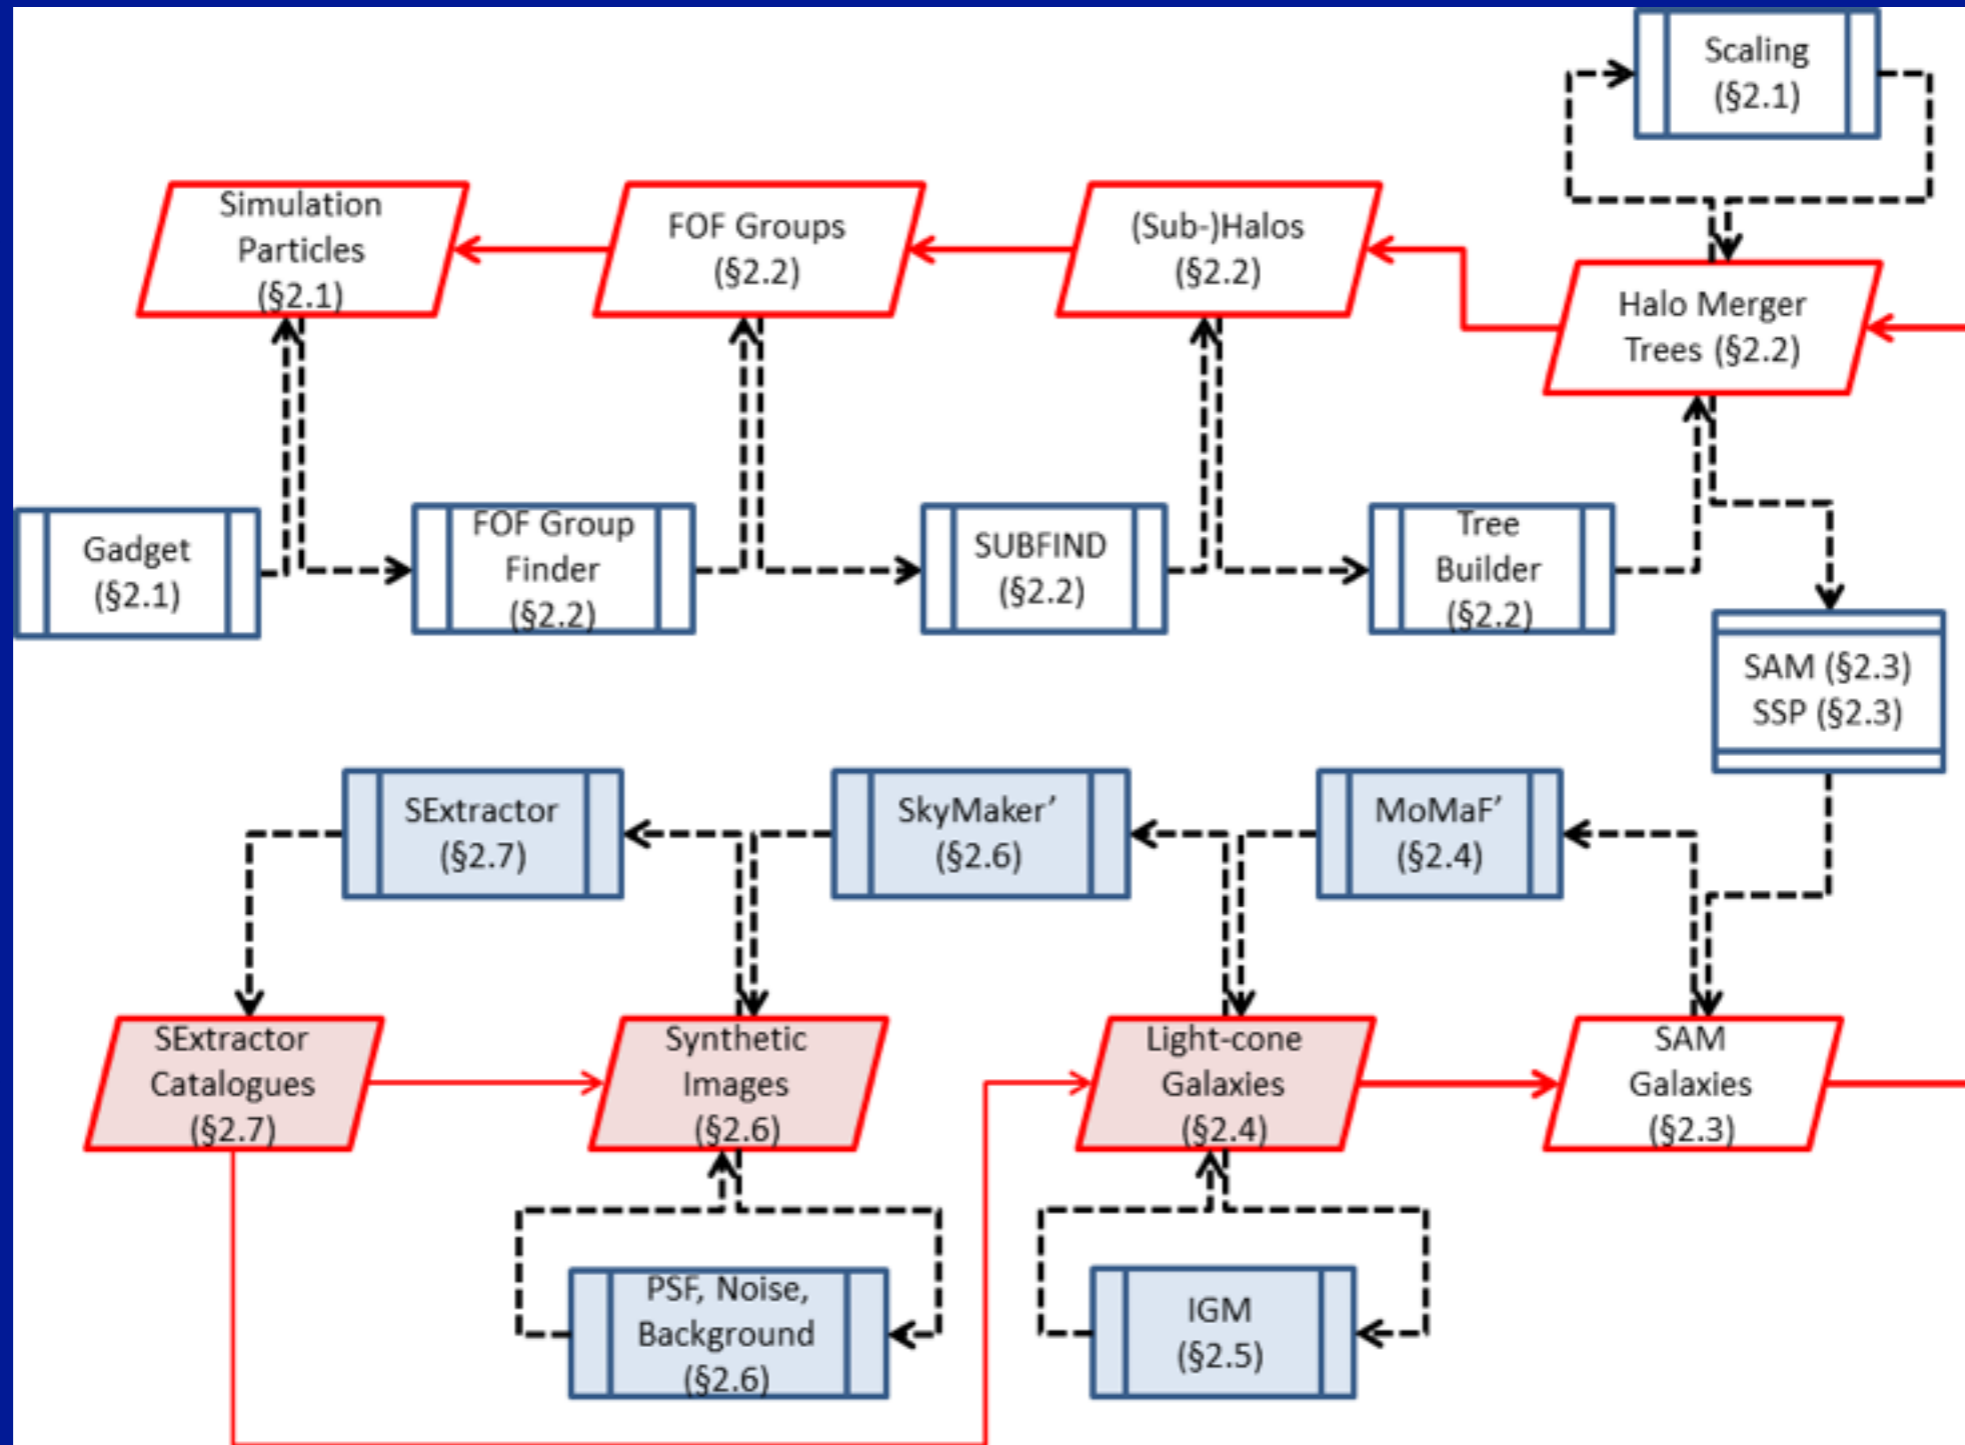 Scaling
(§2.1)
Simulation
Particles
(§2.1)
FOF Groups
(§2.2)
(Sub-)Halos
(§2.2)
Halo Merger
Trees (§2.2)
Gadget
(§2.1)
FOF Group
Finder
(§2.2)
SUBFIND
(§2.2)
Tree
Builder
(§2.2)
SAM (§2.3)
SSP (§2.3)
SExtractor
(§2.7)
SkyMaker’
(§2.6)
MoMaF’
(§2.4)
SExtractor
Catalogues
(§2.7)
Synthetic
Images
(§2.6)
Light-cone
Galaxies
(§2.4)
SAM
Galaxies
(§2.3)
PSF, Noise,
Background
(§2.6)
IGM
(§2.5)